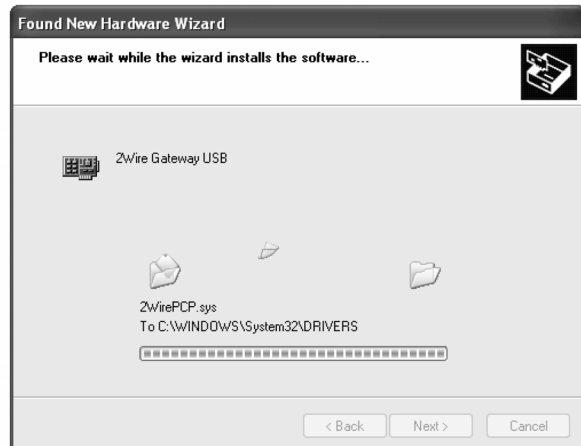 Found New Hardware Wizard
Please wait while the wizard installs the software...
2Wire Gateway USB
2WirePCP.sys
To C:\WINDOWS\System32\DRIVERS
< Back Next > Cancel